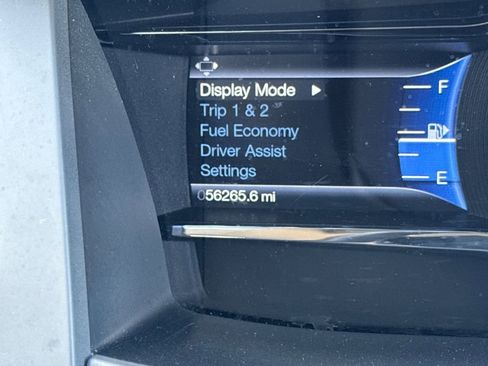 Display Mode
F
Trip 1 & 2
Fuel Economy
Driver Assist
Settings
E
056265.6 mi